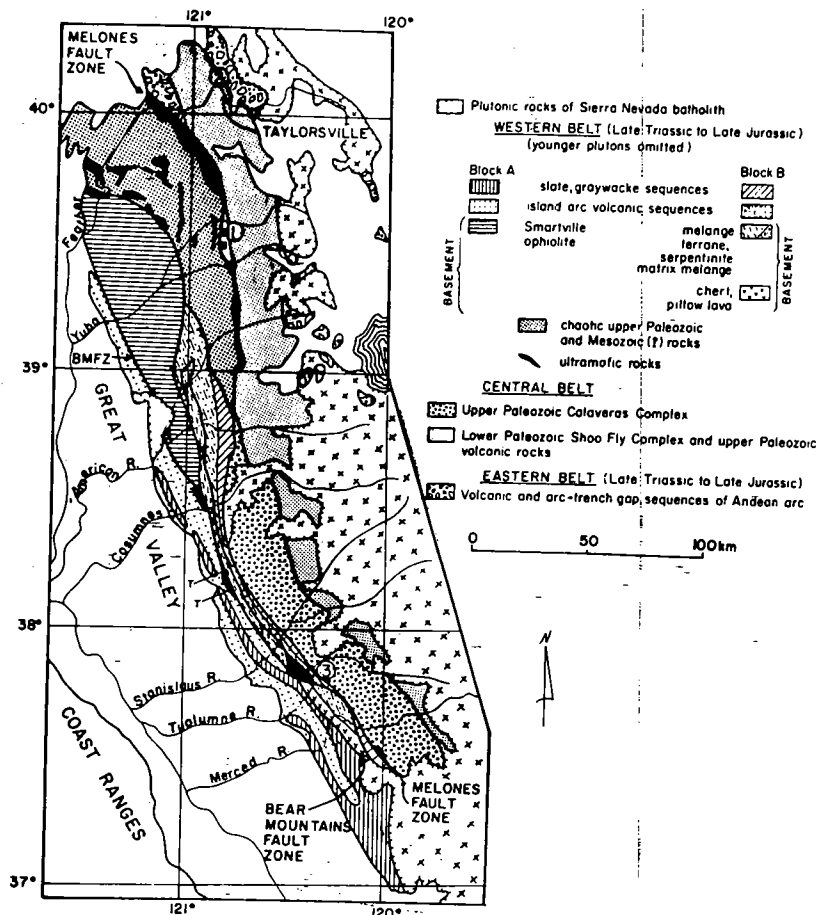 121°
120°
MELONES
FAULT
ZONE
40°
TAYLORSVILLE
Feather
Yuba
39°
BMFZ
GREAT
VALLEY
American R.
Cosumnes
T
T
38°
3
Stanislaus R.
Tuolumne R.
Merced R.
COAST RANGES
BEAR
MOUNTAINS
FAULT
ZONE
MELONES
FAULT
ZONE
37°
121°
120°
Plutonic rocks of Sierra Nevada batholith
WESTERN BELT (Late Triassic to Late Jurassic)
(younger plutons omitted)
Block A
Block B
slate, graywacke sequences
island arc volcanic sequences
Smartville
ophiolite
melange
terrane,
serpentinite
matrix melange
chert,
pillow lava
BASEMENT
BASEMENT
chaotic upper Paleozoic
and Mesozoic (?) rocks
ultramafic rocks
CENTRAL BELT
Upper Paleozoic Calaveras Complex
Lower Paleozoic Shoo Fly Complex and upper Paleozoic
volcanic rocks
EASTERN BELT (Late Triassic to Late Jurassic)
Volcanic and arc-trench gap sequences of Andean arc
0 50 100 km
N